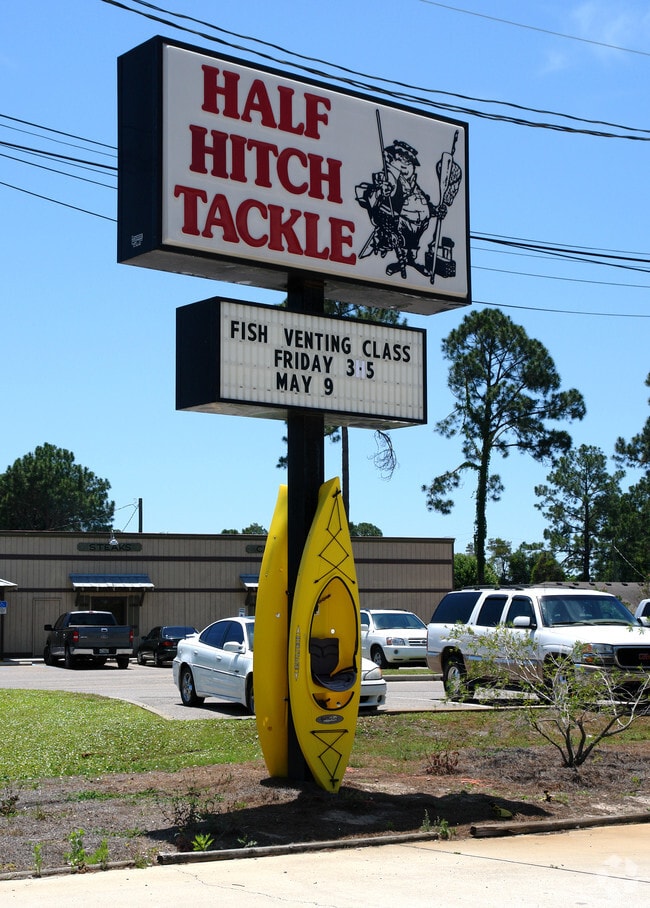 HALF
HITCH
TACKLE
FISH VENTING CLASS
FRIDAY 3-5
MAY 9
STEAKS